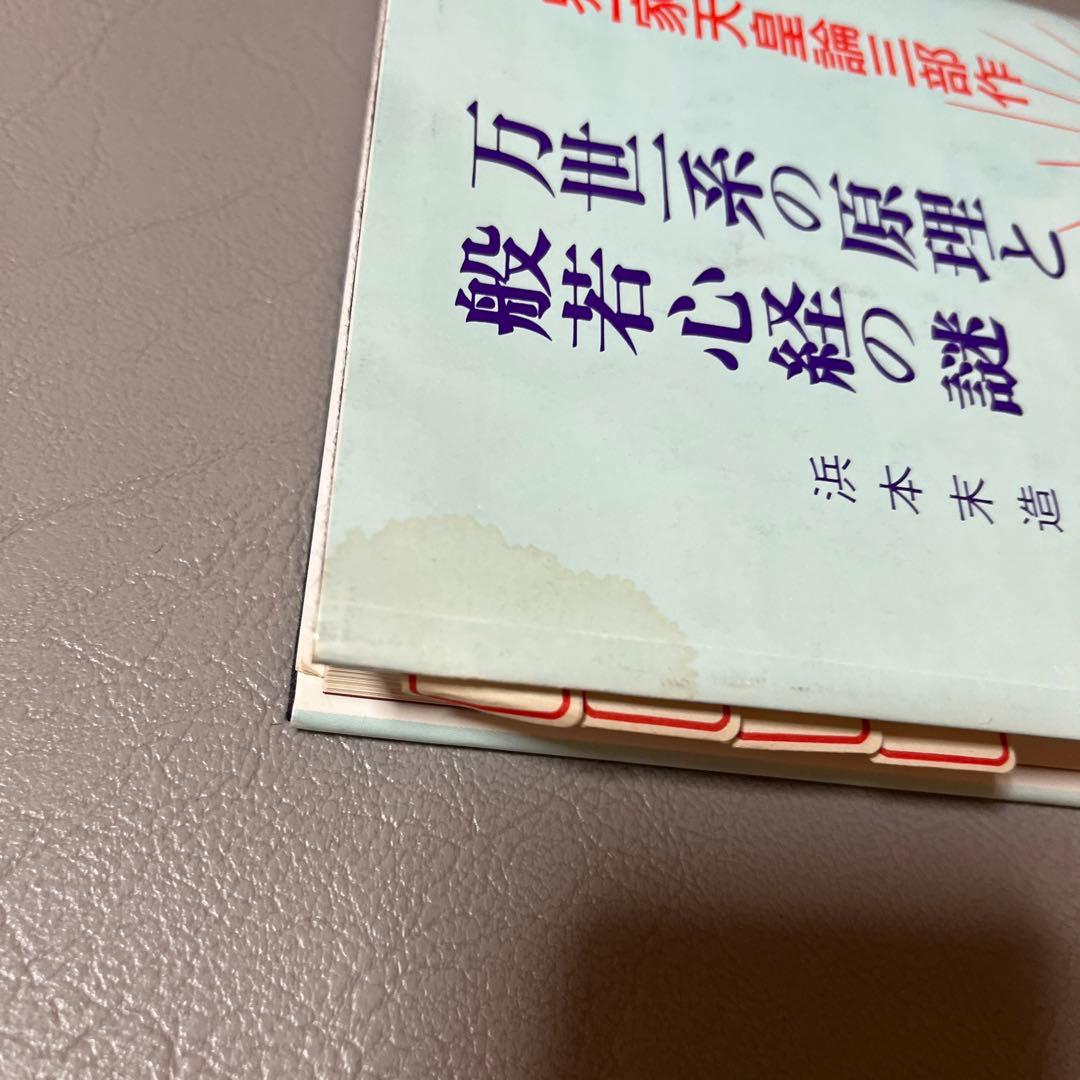 家天皇論三部作
万世一系の原理と
般若心経の謎
浜本末造